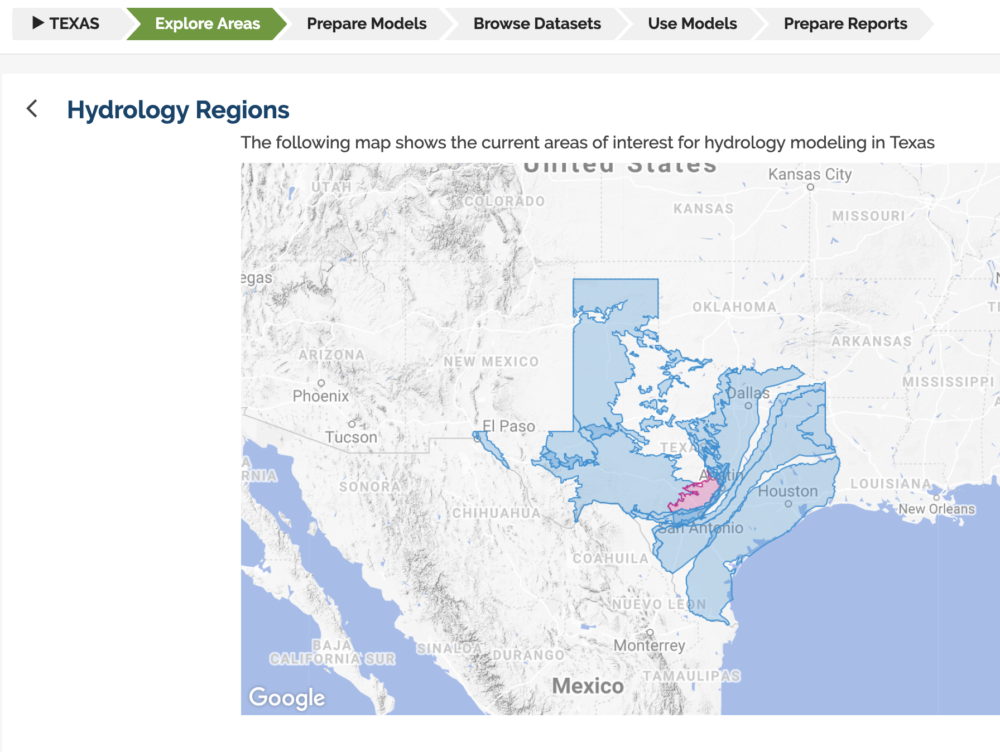 ▶ TEXAS
Explore Areas
Prepare Models
Browse Datasets
Use Models
Prepare Reports
Hydrology Regions
The following map shows the current areas of interest for hydrology modeling in Texas
United States
Kansas City
UTAH
COLORADO
KANSAS
MISSOURI
egas
OKLAHOMA
ARKANSAS
ARIZONA
NEW MEXICO
MISSISSIPPI
Phoenix
Dallas
El Paso
Tucson
TEXAS
Austin
RNIA
SONORA
LOUISIANA
Houston
CHIHUAHUA
New Orleans
San Antonio
COAHUILA
NUEVO LEON
BAJA
CALIFORNIA SUR
SINALOA
DURANGO
Monterrey
TAMAULIPAS
Mexico
Google